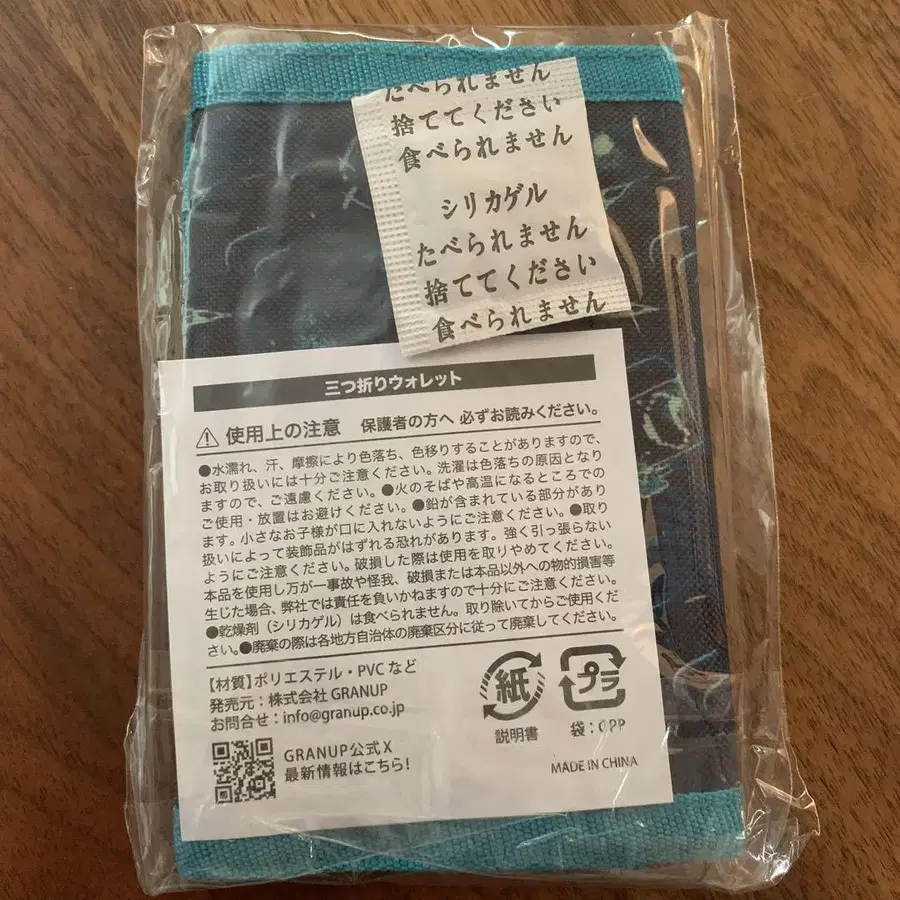 たべられません
捨ててください
食べられません
シリカゲル
たべられません
捨ててください
食べられません
三つ折りウォレット
使用上の注意 保護者の方へ 必ずお読みください。
●水濡れ、汗、摩擦により色落ち、色移りすることがありますので、
お取り扱いには十分ご注意ください。洗濯は色落ちの原因となり
ますので、ご遠慮ください。●火のそばや高温になるところでの
ご使用・放置はお避けください。●鉛が含まれている部分があり
ます。小さなお子様が口に入れないようにご注意ください。●取り
扱いによって装飾品がはずれる恐れがあります。強く引っ張らない
ようにご注意ください。破損した際は使用を取りやめてください。
本品を使用し万が一事故や怪我、破損または本品以外への物的損害等
生じた場合、弊社では責任を負いかねますので十分にご注意ください。
●乾燥剤（シリカゲル）は食べられません。取り除いてからご使用くだ
さい。●廃棄の際は各地方自治体の廃棄区分に従って廃棄してください。
【材質】ポリエステル・PVC など
発売元：株式会社 GRANUP
お問合せ：info@granup.co.jp
GRANUP公式 X
最新情報はこちら！
紙
説明書
プラ
袋：OPP
MADE IN CHINA